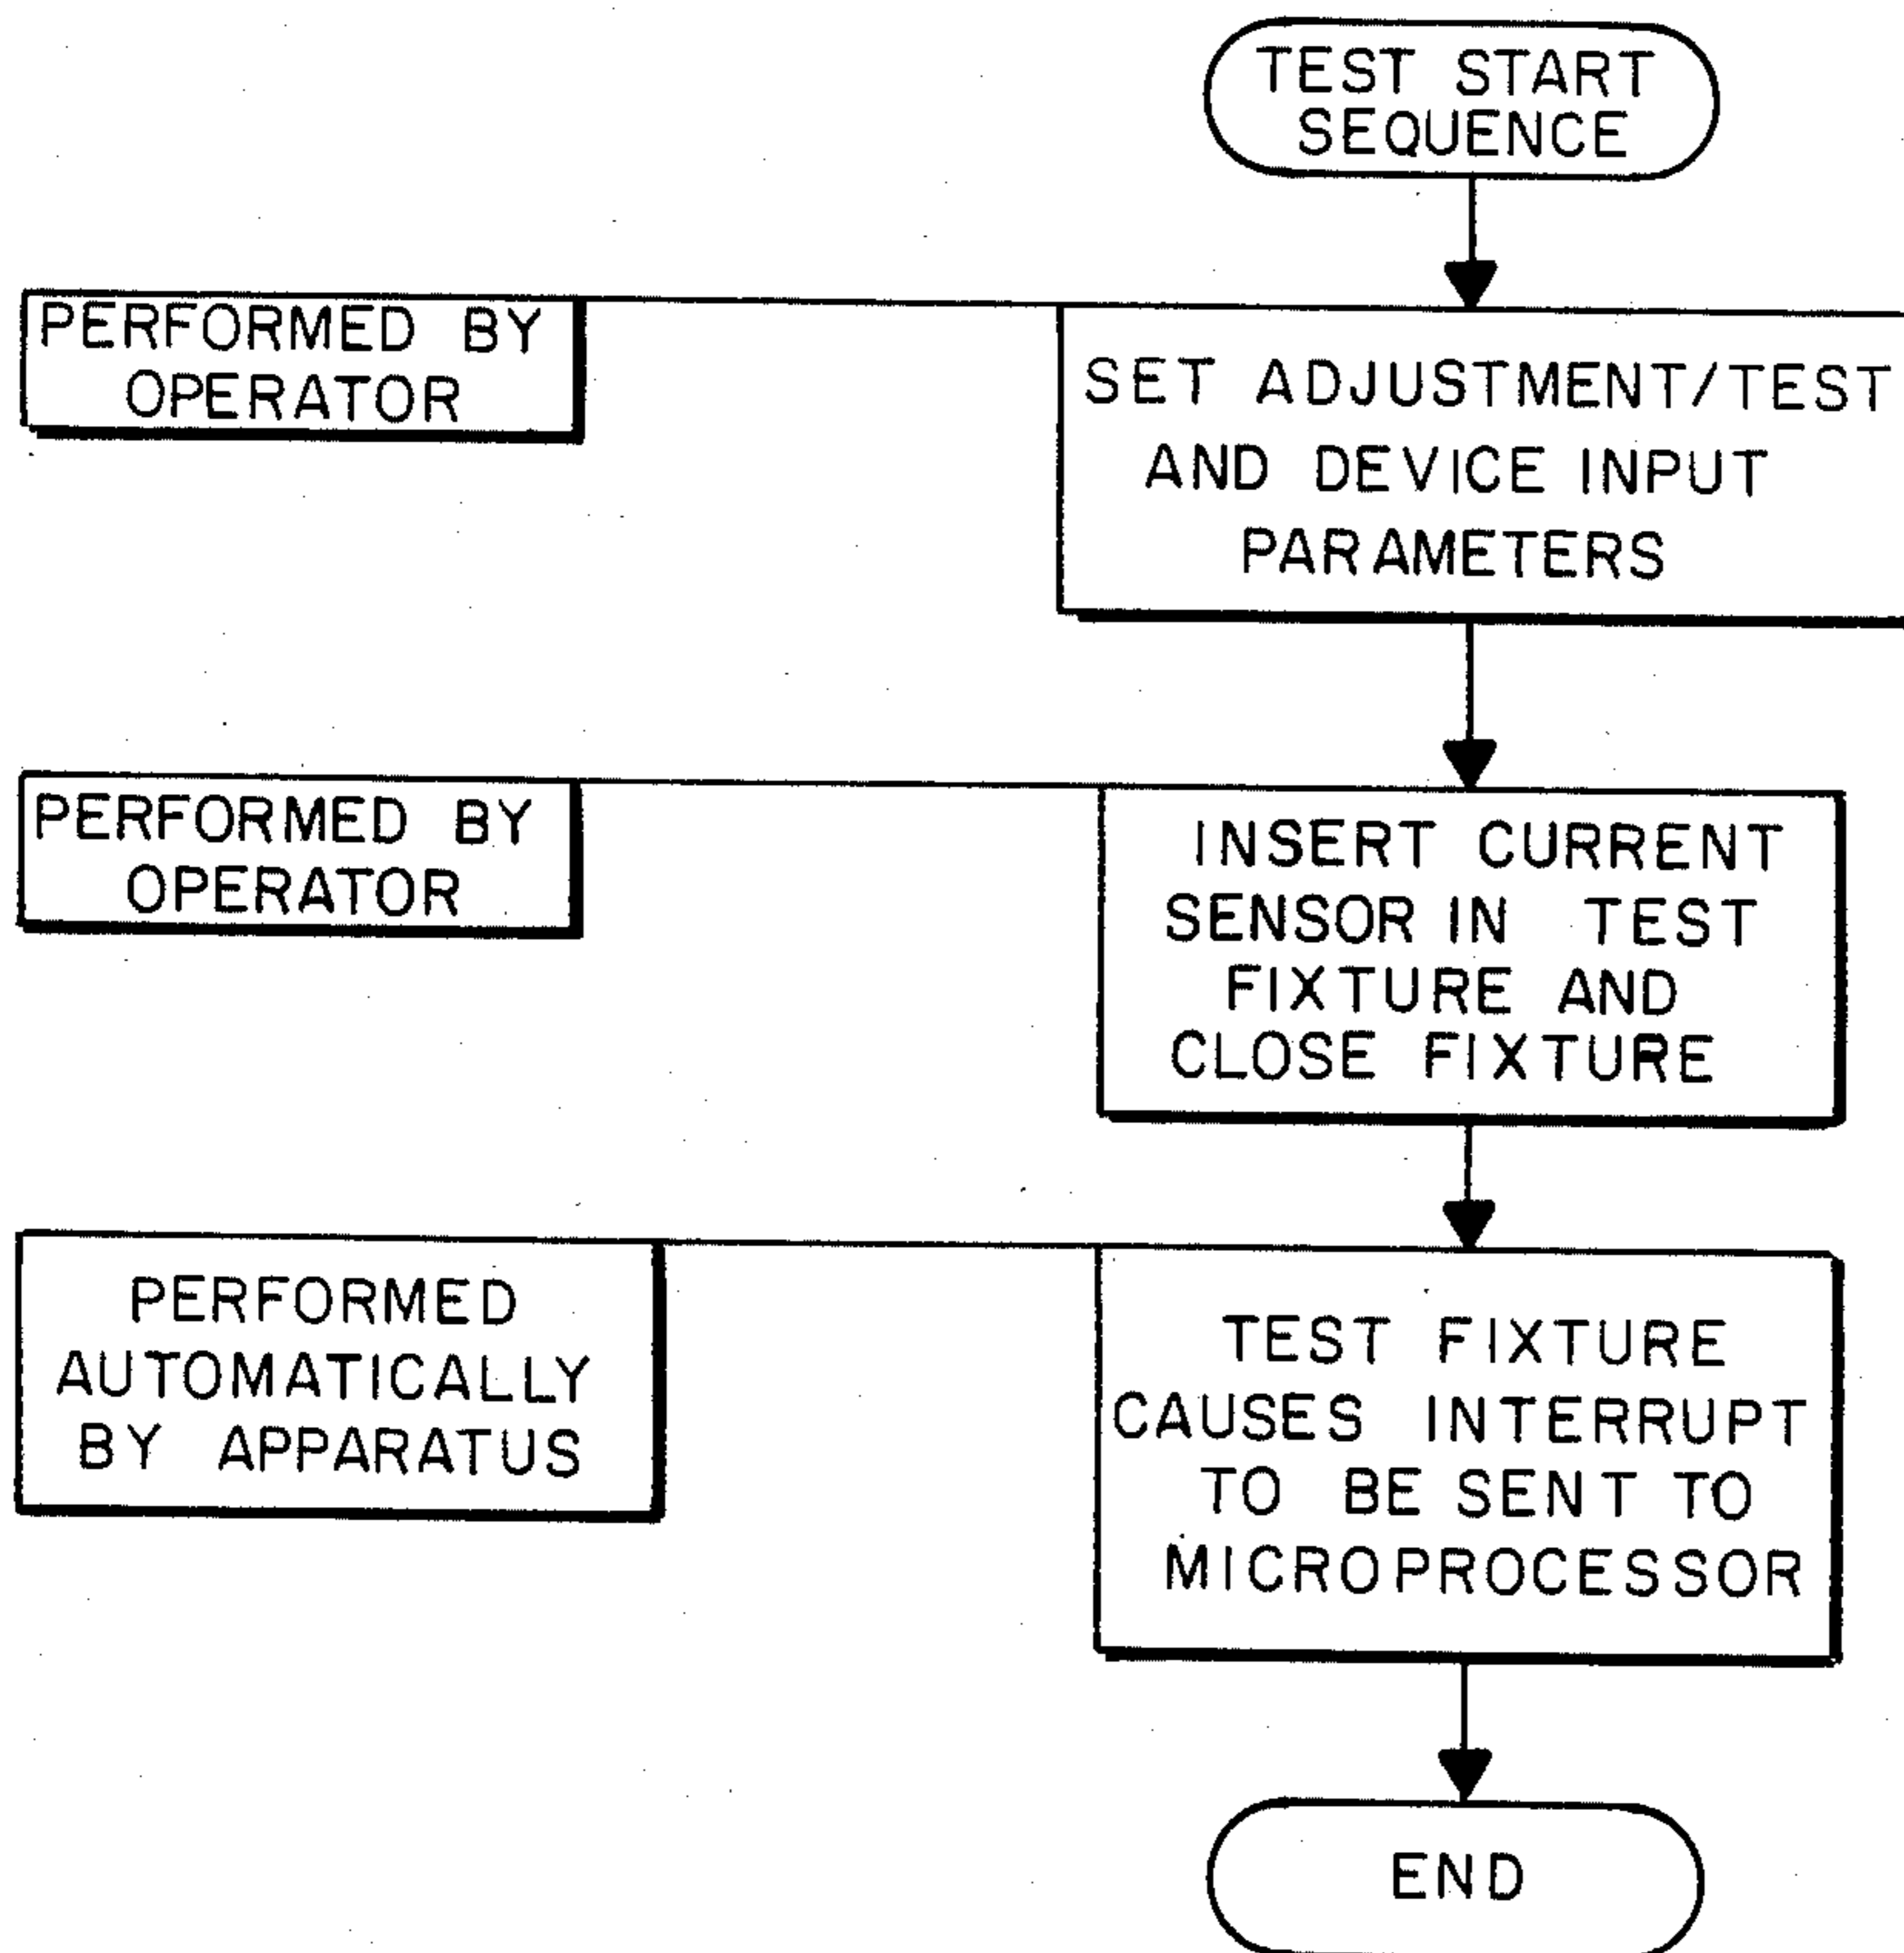 TEST START
SEQUENCE
PERFORMED BY
OPERATOR
SET ADJUSTMENT/TEST
AND DEVICE INPUT
PARAMETERS
PERFORMED BY
OPERATOR
INSERT CURRENT
SENSOR IN TEST
FIXTURE AND
CLOSE FIXTURE
PERFORMED
AUTOMATICALLY
BY APPARATUS
TEST FIXTURE
CAUSES INTERRUPT
TO BE SENT TO
MICROPROCESSOR
END